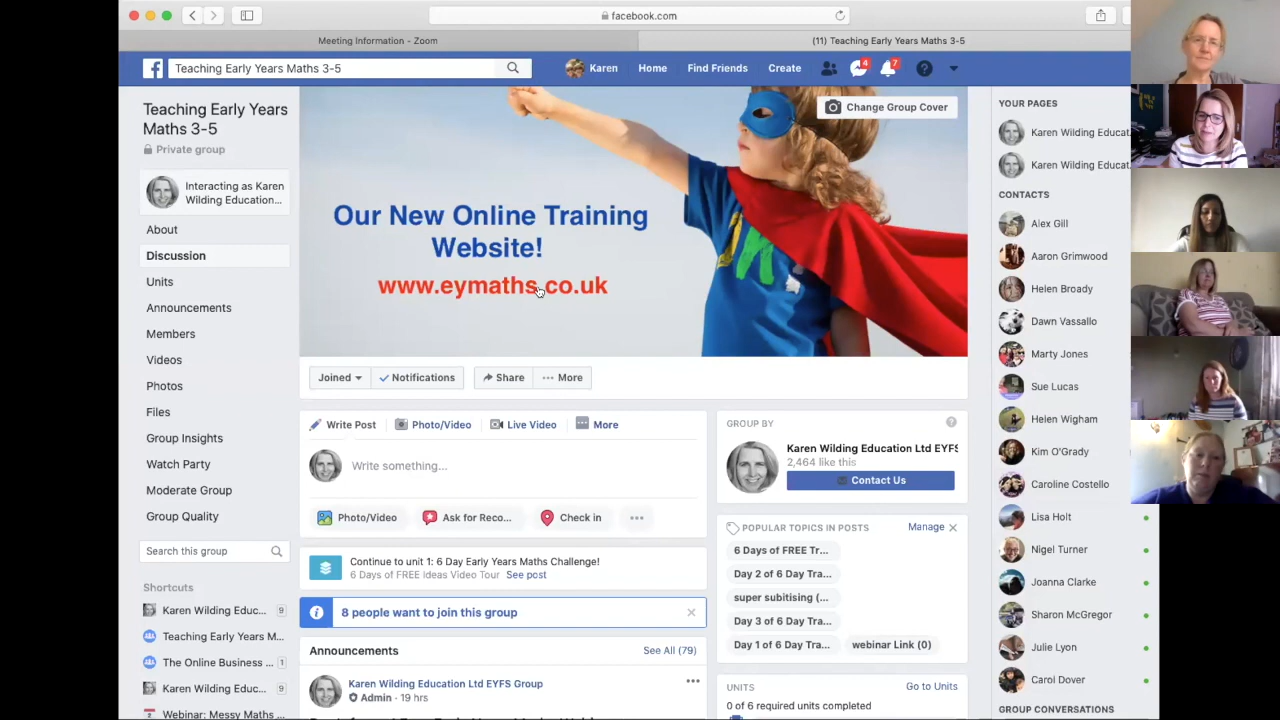 facebook.com
Meeting Information - Zoom
(11) Teaching Early Years Maths 3-5
Teaching Early Years Maths 3-5
Karen
Home
Find Friends
Create
4
7
Teaching Early Years
Maths 3-5
Private group
Interacting as Karen
Wilding Education...
About
Discussion
Units
Announcements
Members
Videos
Photos
Files
Group Insights
Watch Party
Moderate Group
Group Quality
Search this group
Shortcuts
Karen Wilding Educ... 9
Teaching Early Years M...
The Online Business ... 1
Karen Wilding Educ... 9
Webinar: Messy Maths ...
Change Group Cover
Our New Online Training
Website!
www.eymaths.co.uk
Joined
Notifications
Share
More
Write Post
Photo/Video
Live Video
More
Write something...
Photo/Video
Ask for Reco...
Check in
Continue to unit 1: 6 Day Early Years Maths Challenge!
6 Days of FREE ideas Video Tour See post
8 people want to join this group
Announcements
See All (79)
Karen Wilding Education Ltd EYFS Group
Admin · 19 hrs
GROUP BY
Karen Wilding Education Ltd EYFS
2,464 like this
Contact Us
POPULAR TOPICS IN POSTS
Manage
6 Days of FREE Tr...
Day 2 of 6 Day Tra...
super subitising (...
Day 3 of 6 Day Tra...
Day 1 of 6 Day Tra...
webinar Link (0)
UNITS
Go to Units
0 of 6 required units completed
YOUR PAGES
Karen Wilding Educat
Karen Wilding Educat
CONTACTS
Alex Gill
Aaron Grimwood
Helen Broady
Dawn Vassallo
Marty Jones
Sue Lucas
Helen Wigham
Kim O'Grady
Caroline Costello
Lisa Holt
Nigel Turner
Joanna Clarke
Sharon McGregor
Julie Lyon
Carol Dover
GROUP CONVERSATIONS